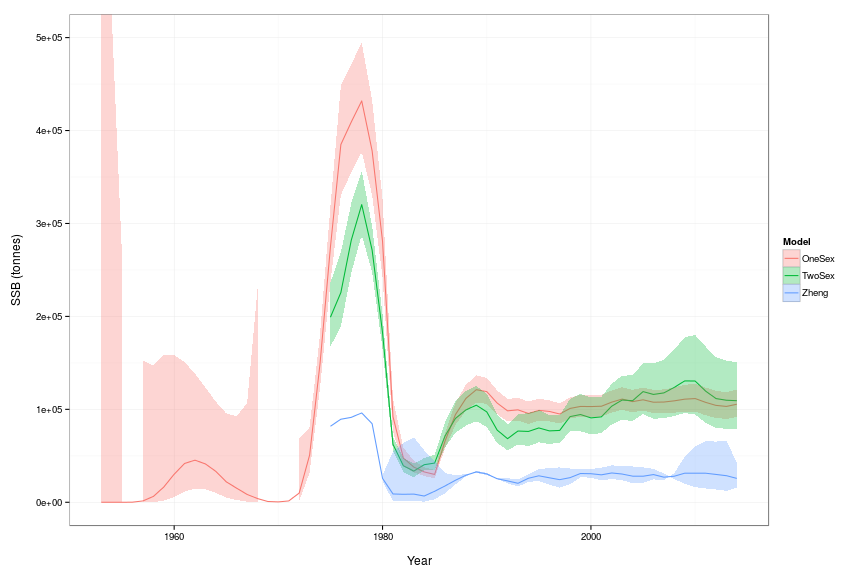 5e+05
4e+05
3e+05
2e+05
1e+05
0e+00
SSB (tonnes)
1960
1980
2000
Year
Model
OneSex
TwoSex
Zheng